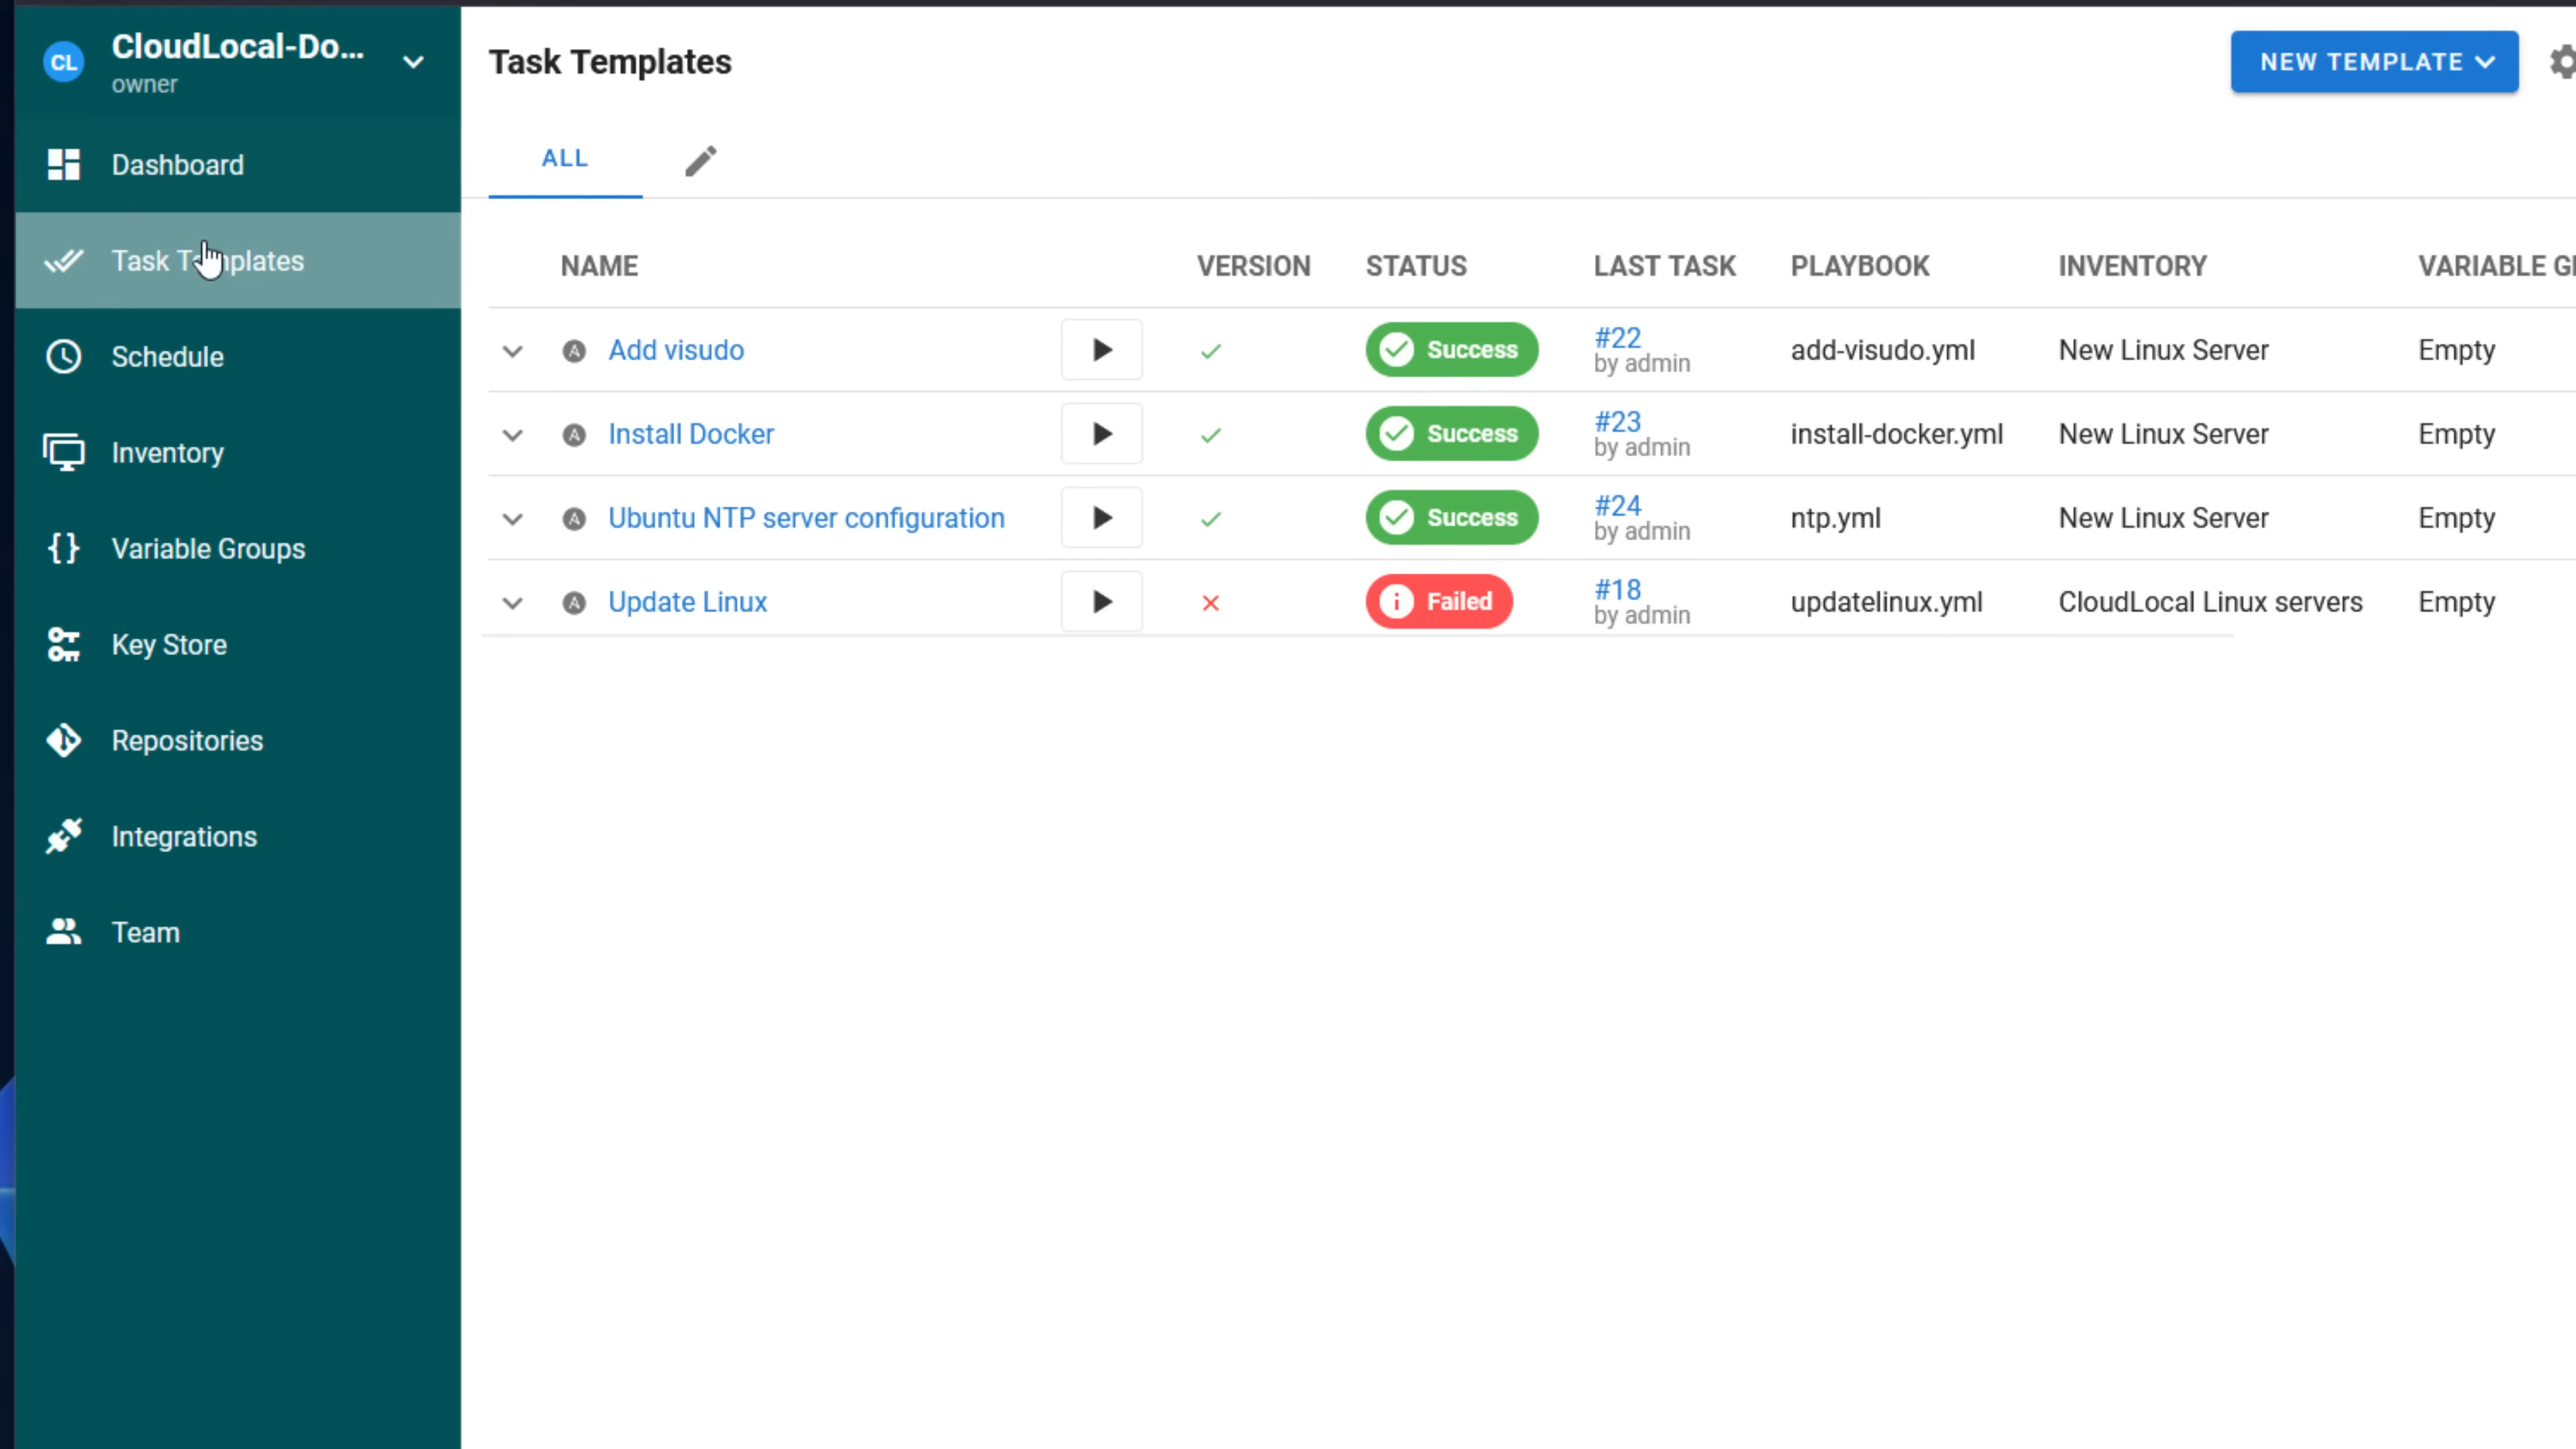 CL
CloudLocal-Do...
owner
Dashboard
Task Templates
Schedule
Inventory
{} Variable Groups
Key Store
Repositories
Integrations
Team
Task Templates
NEW TEMPLATE
ALL
NAME VERSION STATUS LAST TASK PLAYBOOK INVENTORY VARIABLE
A Add visudo Success #22 by admin add-visudo.yml New Linux Server Empty
A Install Docker Success #23 by admin install-docker.yml New Linux Server Empty
A Ubuntu NTP server configuration Success #24 by admin ntp.yml New Linux Server Empty
A Update Linux Failed #18 by admin updatelinux.yml CloudLocal Linux servers Empty